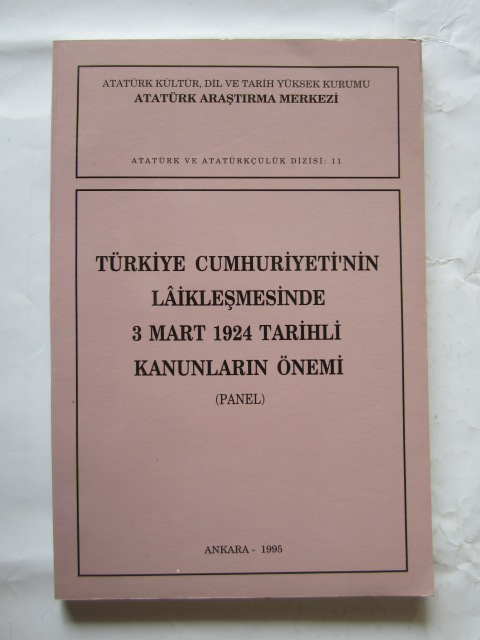 ATATÜRK KÜLTÜR, DİL VE TARİH YÜKSEK KURUMU
ATATÜRK ARAŞTIRMA MERKEZİ
ATATÜRK VE ATATÜRKÇÜLÜK DİZİSİ: 11
TÜRKİYE CUMHURİYETİ'NİN
LÂİKLEŞMESİNDE
3 MART 1924 TARİHLİ
KANUNLARIN ÖNEMİ
(PANEL)
ANKARA - 1995